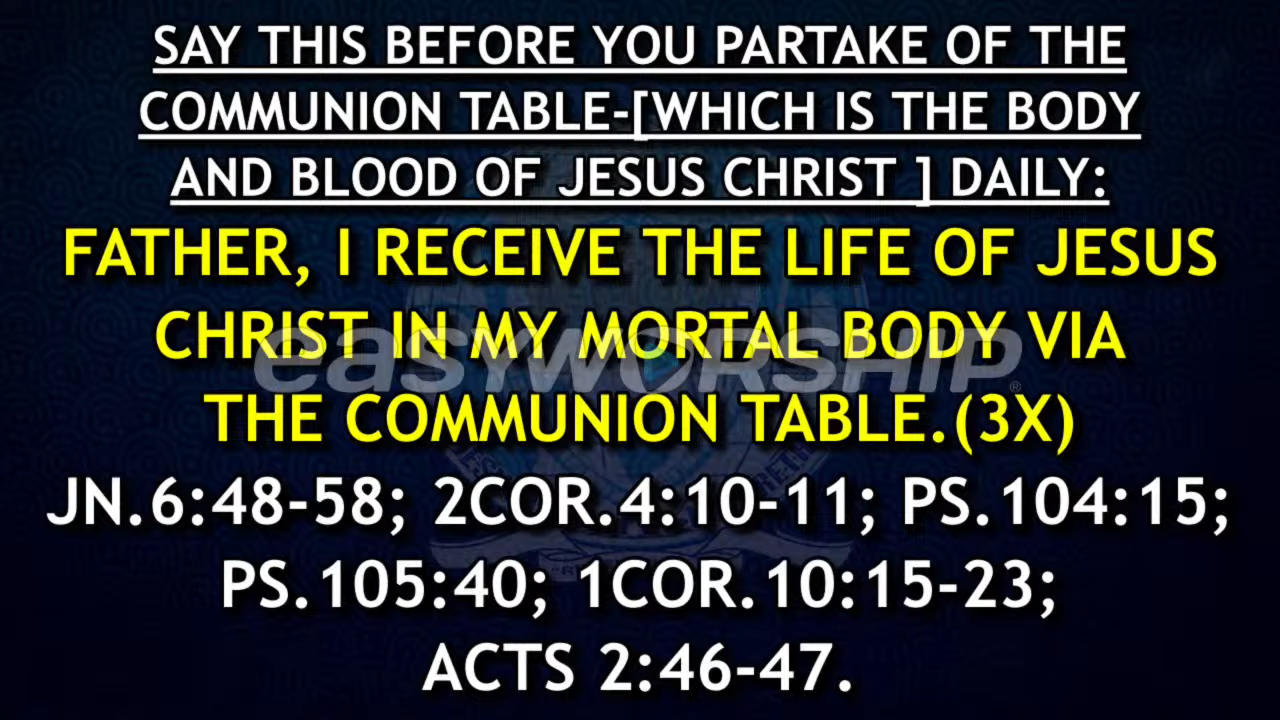 SAY THIS BEFORE YOU PARTAKE OF THE
COMMUNION TABLE-[WHICH IS THE BODY
AND BLOOD OF JESUS CHRIST ] DAILY:
FATHER, I RECEIVE THE LIFE OF JESUS
CHRIST IN MY MORTAL BODY VIA
easyworship®
THE COMMUNION TABLE.(3X)
JN.6:48-58; 2COR.4:10-11; PS.104:15;
PS.105:40; 1COR.10:15-23;
ACTS 2:46-47.